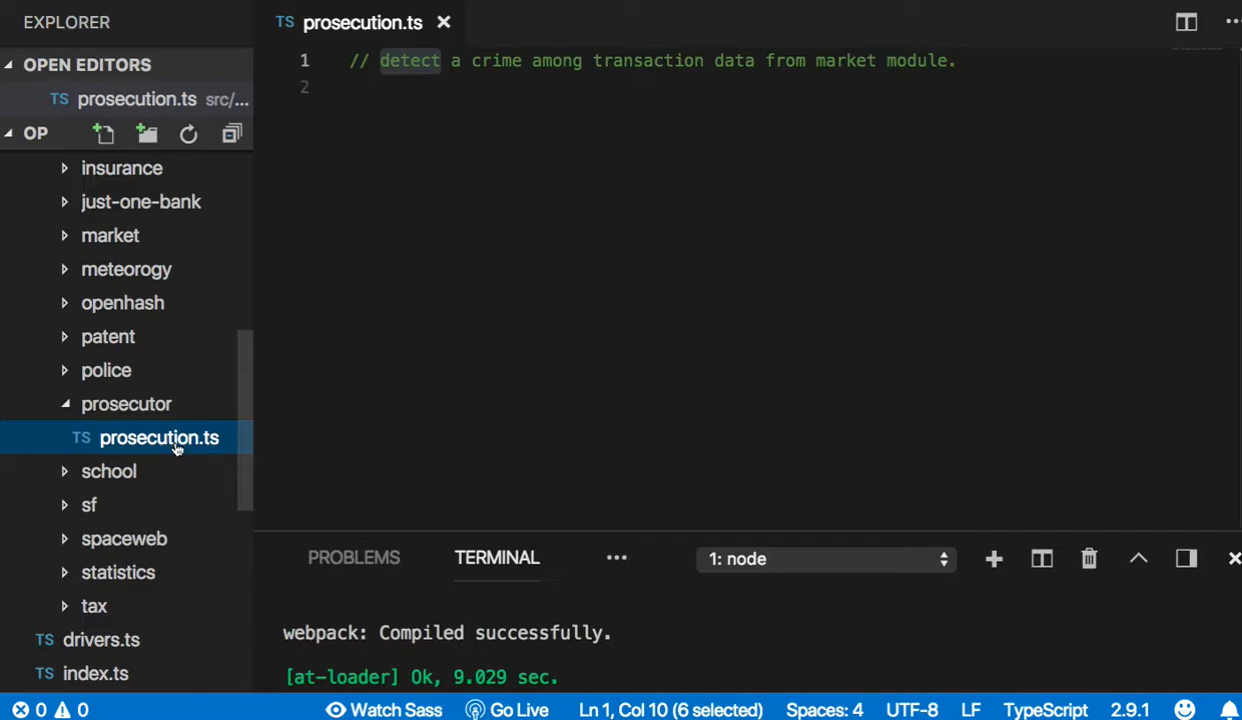 EXPLORER
OPEN EDITORS
TS prosecution.ts src/...
OP
insurance
just-one-bank
market
meteorogy
openhash
patent
police
prosecutor
TS prosecution.ts
school
sf
spaceweb
statistics
tax
TS drivers.ts
TS index.ts
TS prosecution.ts
1 // detect a crime among transaction data from market module.
2
PROBLEMS TERMINAL ... 1: node
webpack: Compiled successfully.
[at-loader] Ok, 9.029 sec.
0 0 Watch Sass Go Live Ln 1, Col 10 (6 selected) Spaces: 4 UTF-8 LF TypeScript 2.9.1